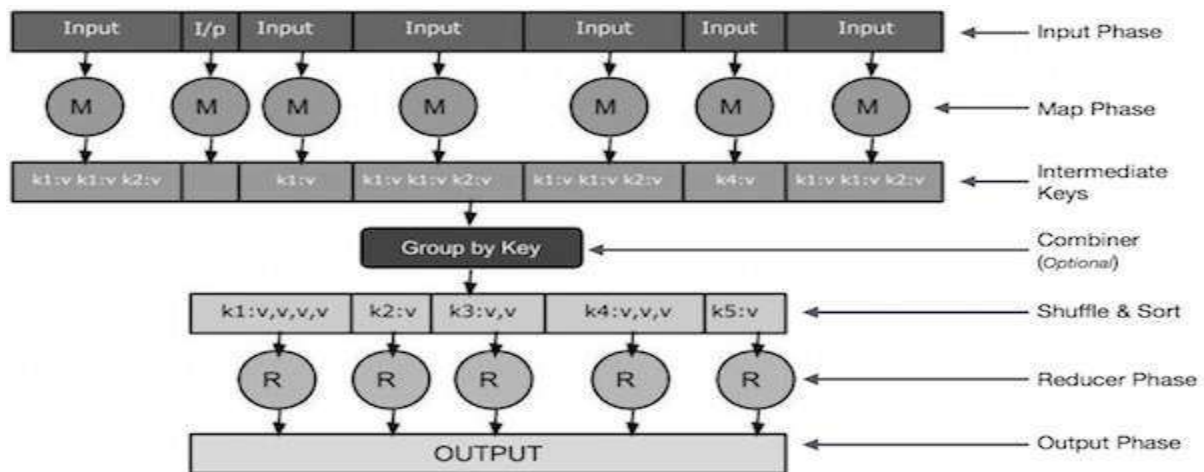 Input I/p Input Input Input Input Input Input Phase
M M M M M M M Map Phase
k1:v k1:v k2:v k1:v k1:v k1:v k2:v k1:v k1:v k2:v k4:v k1:v k1:v k2:v Intermediate
Keys
Group by Key Combiner
(Optional)
k1:v,v,v,v k2:v k3:v,v k4:v,v,v k5:v Shuffle & Sort
R R R R R Reducer Phase
OUTPUT Output Phase